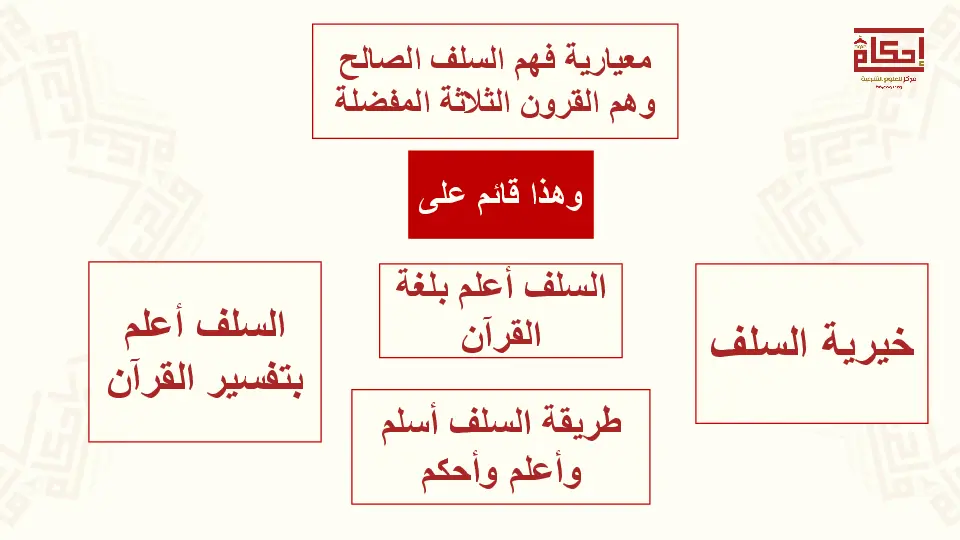 معيارية فهم السلف الصالح
وهم القرون الثلاثة المفضلة
إحكام
مركز للعلوم الشرعية
وهذا قائم على
خيرية السلف
السلف أعلم بلغة
القرآن
السلف أعلم
بتفسير القرآن
طريقة السلف أسلم
وأعلم وأحكم